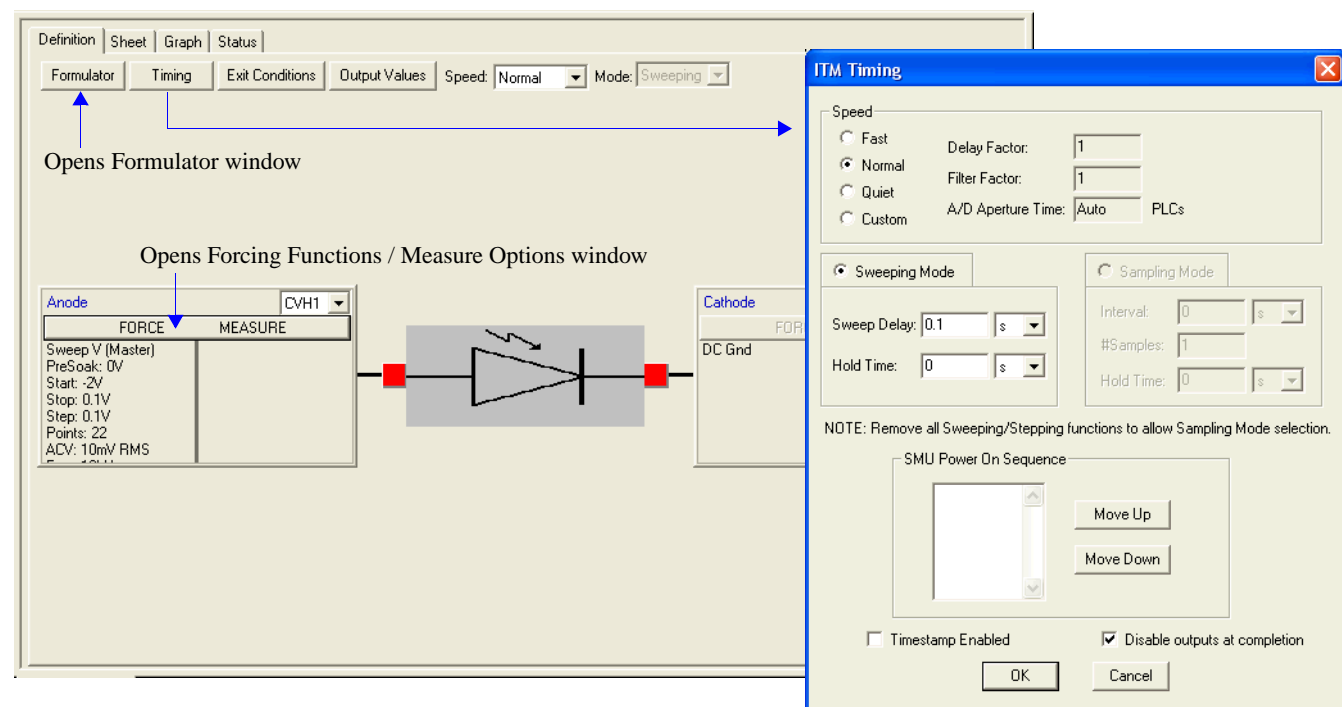 Definition Sheet Graph Status
Formulator Timing Exit Conditions Output Values Speed: Normal Mode: Sweeping
Opens Formulator window
Opens Forcing Functions / Measure Options window
Anode CVH1
FORCE MEASURE
Sweep V (Master)
PreSoak: 0V
Start: -2V
Stop: 0.1V
Step: 0.1V
Points: 22
ACV: 10mV RMS
Cathode
DC Gnd
ITM Timing
Speed
Fast
Normal
Quiet
Custom
Delay Factor: 1
Filter Factor: 1
A/D Aperture Time: Auto PLCs
Sweeping Mode
Sweep Delay: 0.1 s
Hold Time: 0 s
Sampling Mode
Interval: 0 s
#Samples: 1
Hold Time: 0 s
NOTE: Remove all Sweeping/Stepping functions to allow Sampling Mode selection.
SMU Power On Sequence
Move Up
Move Down
Timestamp Enabled
Disable outputs at completion
OK Cancel